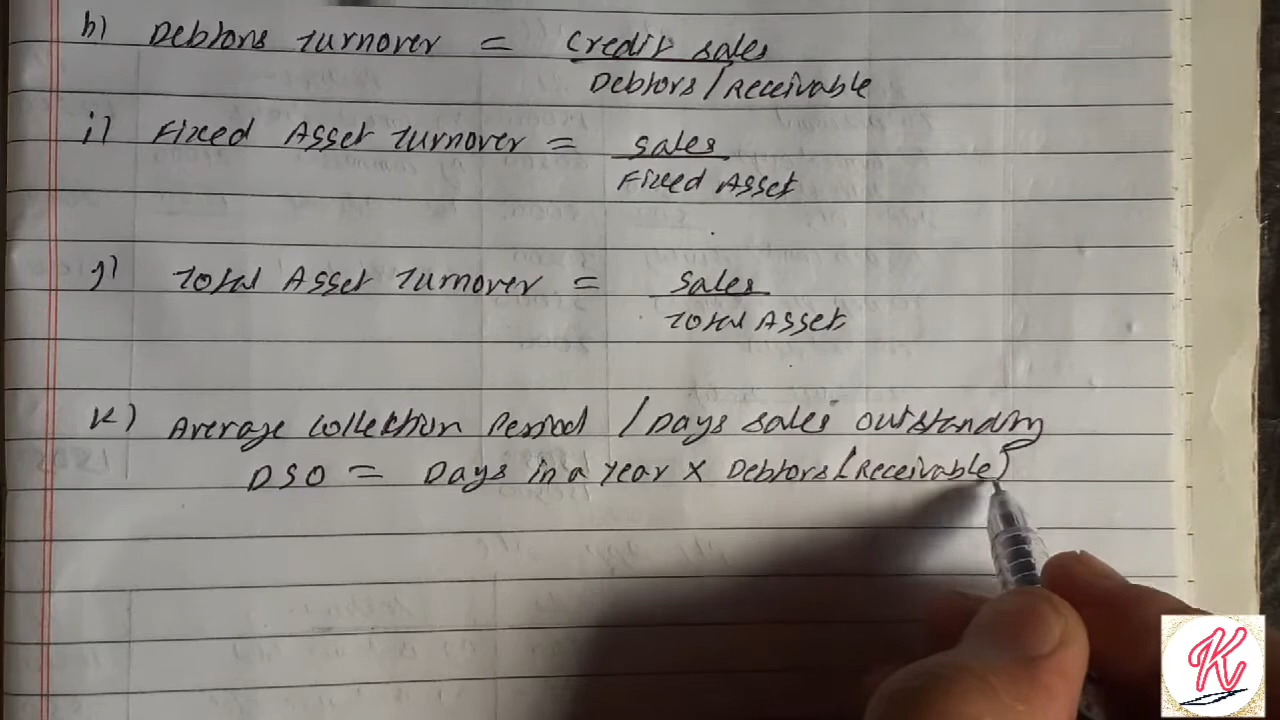 h) Debtors Turnover = Credit sales
Debtors/Receivable
i) Fixed Asset Turnover = sales
Fixed Asset
j) Total Asset Turnover = sales
Total Asset
k) Average Collection Period / Days sales outstanding
DSO = Days in a year x Debtors (Receivable)
K